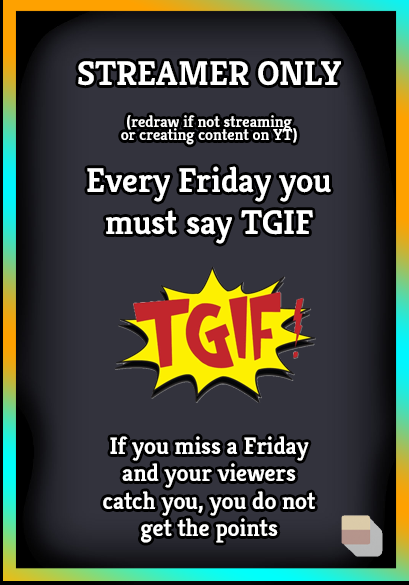 STREAMER ONLY
(redraw if not streaming
or creating content on YT)
Every Friday you
must say TGIF
TGIF!
If you miss a Friday
and your viewers
catch you, you do not
get the points